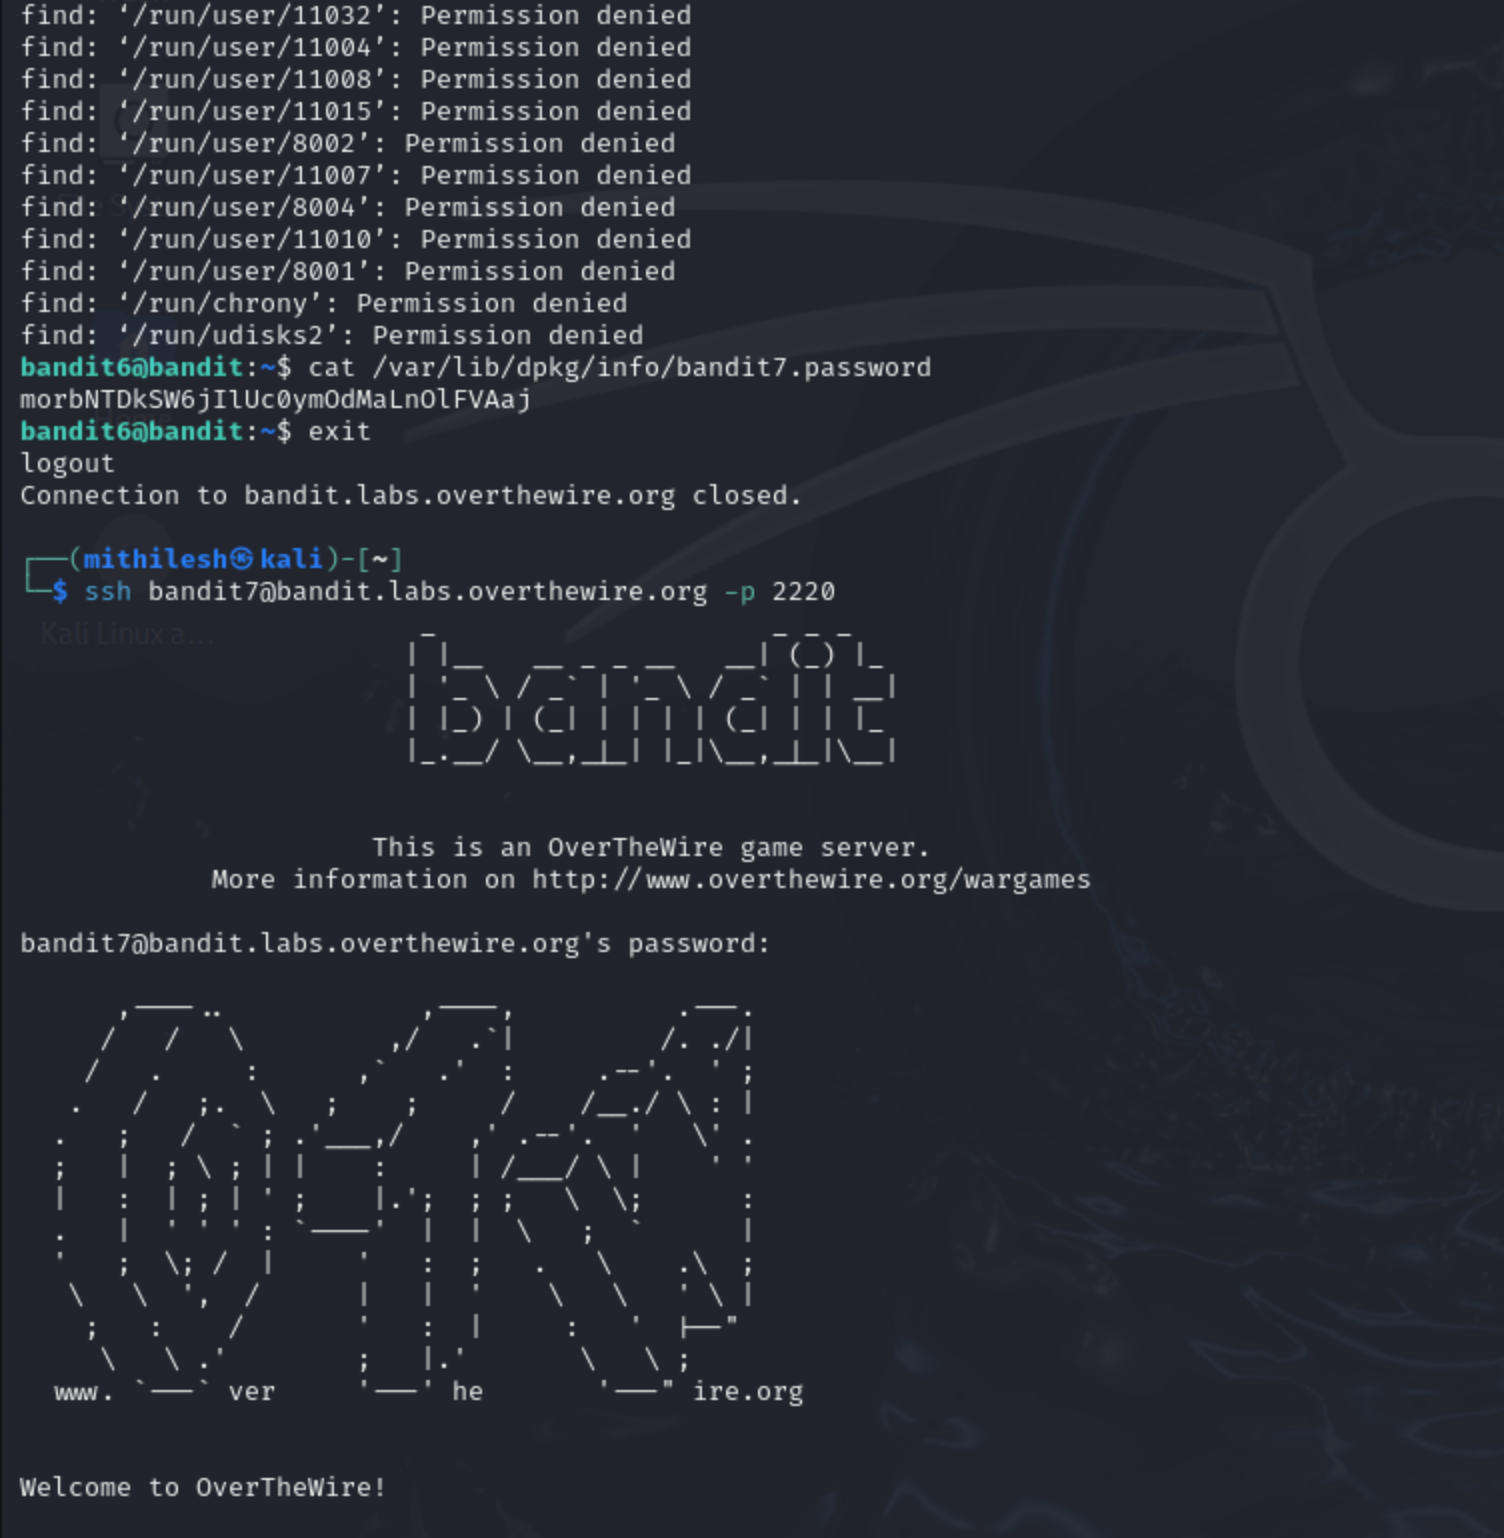 find: ‘/run/user/11032’: Permission denied
find: ‘/run/user/11004’: Permission denied
find: ‘/run/user/11008’: Permission denied
find: ‘/run/user/11015’: Permission denied
find: ‘/run/user/8002’: Permission denied
find: ‘/run/user/11007’: Permission denied
find: ‘/run/user/8004’: Permission denied
find: ‘/run/user/11010’: Permission denied
find: ‘/run/user/8001’: Permission denied
find: ‘/run/chrony’: Permission denied
find: ‘/run/udisks2’: Permission denied
bandit6@bandit:~$ cat /var/lib/dpkg/info/bandit7.password
morbNTDkSW6jIlUc0ymOdMaLnOlFVAaj
bandit6@bandit:~$ exit
logout
Connection to bandit.labs.overthewire.org closed.
(mithilesh㉿kali)-[~]
$ ssh bandit7@bandit.labs.overthewire.org -p 2220
Kali Linux a...
bandit
This is an OverTheWire game server.
More information on http://www.overthewire.org/wargames
bandit7@bandit.labs.overthewire.org's password:
www. ver he ire.org
Welcome to OverTheWire!